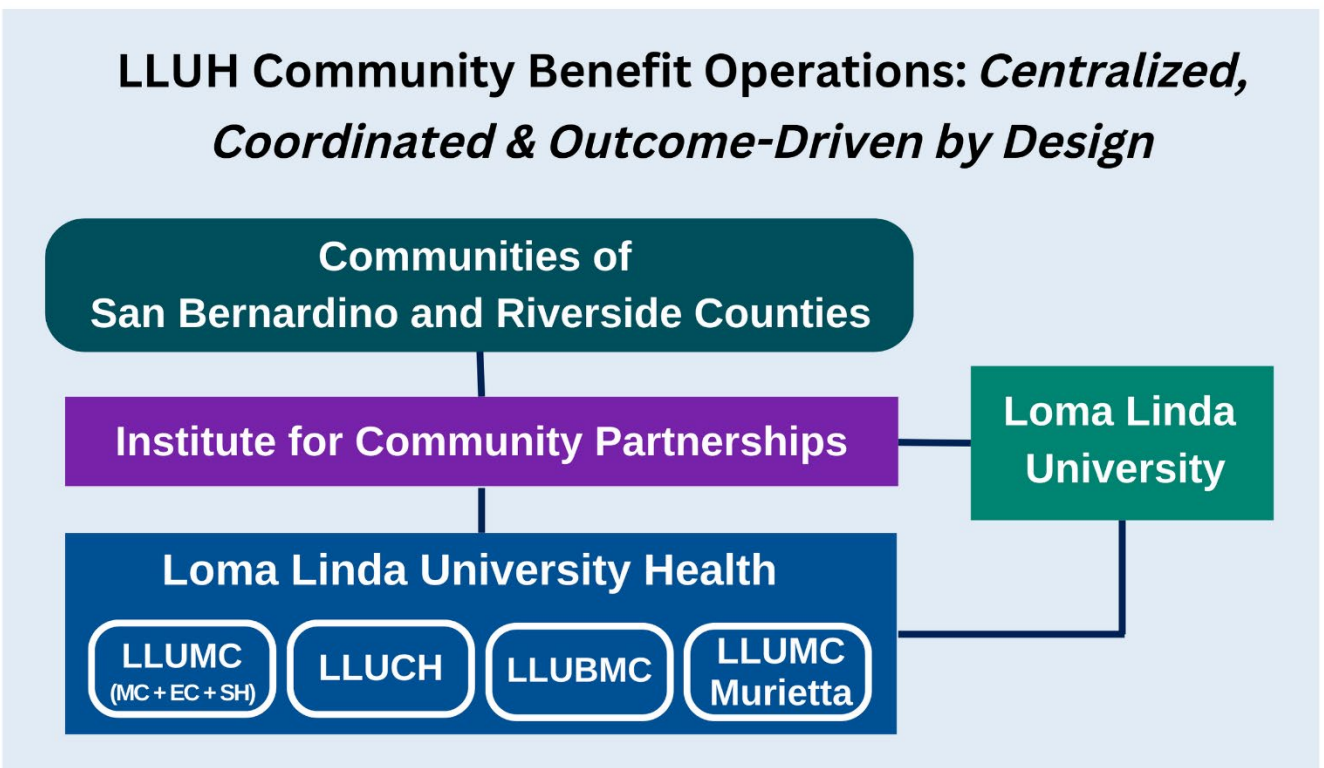 LLUH Community Benefit Operations: Centralized,
Coordinated & Outcome-Driven by Design
Communities of
San Bernardino and Riverside Counties
Institute for Community Partnerships
Loma Linda
University
Loma Linda University Health
LLUMC
(MC + EC + SH)
LLUCH
LLUBMC
LLUMC
Murietta